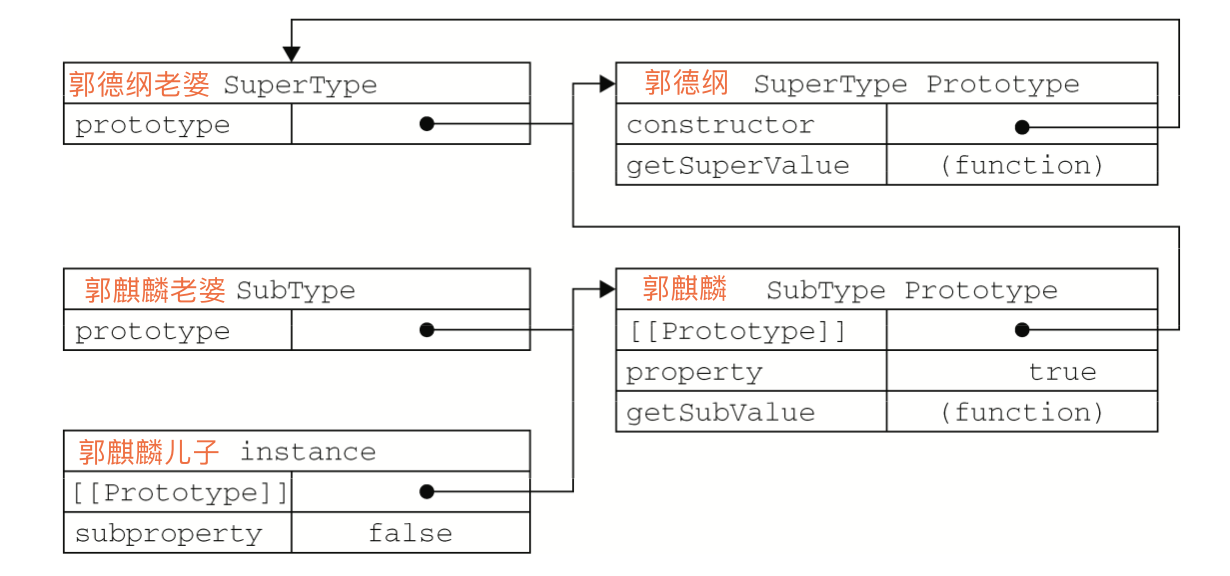 郭德纲老婆 SuperType
prototype
郭德纲 SuperType Prototype
constructor
getSuperValue (function)
郭麒麟老婆 SubType
prototype
郭麒麟 SubType Prototype
[[Prototype]]
property true
getSubValue (function)
郭麒麟儿子 instance
[[Prototype]]
subproperty false